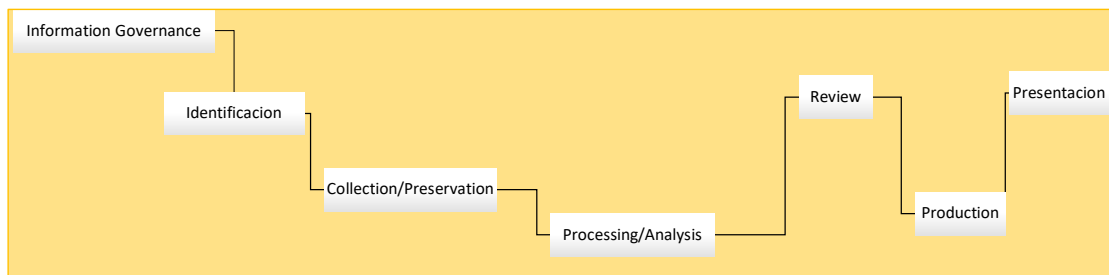 Information Governance
Identificacion
Collection/Preservation
Processing/Analysis
Review
Production
Presentacion